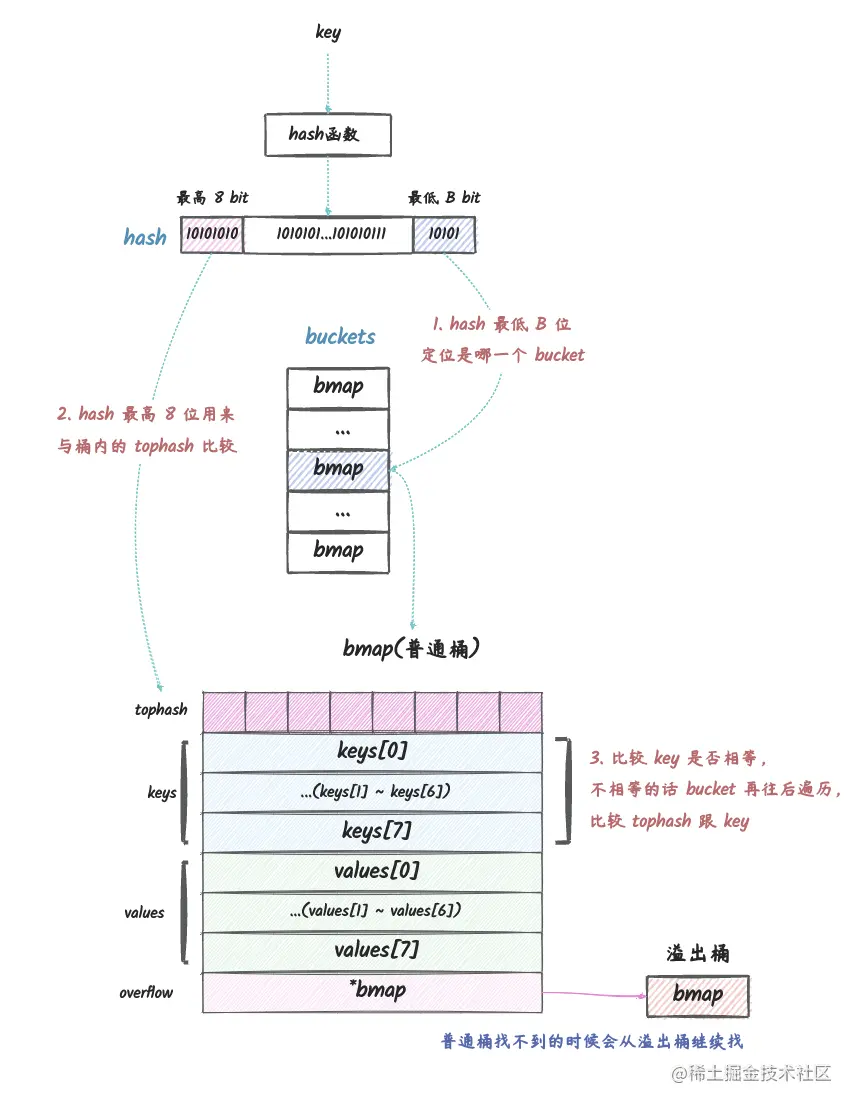 key
hash函数
最高 8 bit
最低 B bit
hash
10101010
1010101...101010111
10101
1. hash 最低 B 位
定位是哪一个 bucket
buckets
bmap
...
bmap
...
bmap
2. hash 最高 8 位用来
与桶内的 tophash 比较
bmap(普通桶)
tophash
keys
keys[0]
...(keys[1] ~ keys[6])
keys[7]
3. 比较 key 是否相等,
不相等的话 bucket 再往后遍历,
比较 tophash 跟 key
values
values[0]
...(values[1] ~ values[6])
values[7]
overflow
*bmap
溢出桶
bmap
普通桶找不到的时候会从溢出桶继续找
@稀土掘金技术社区